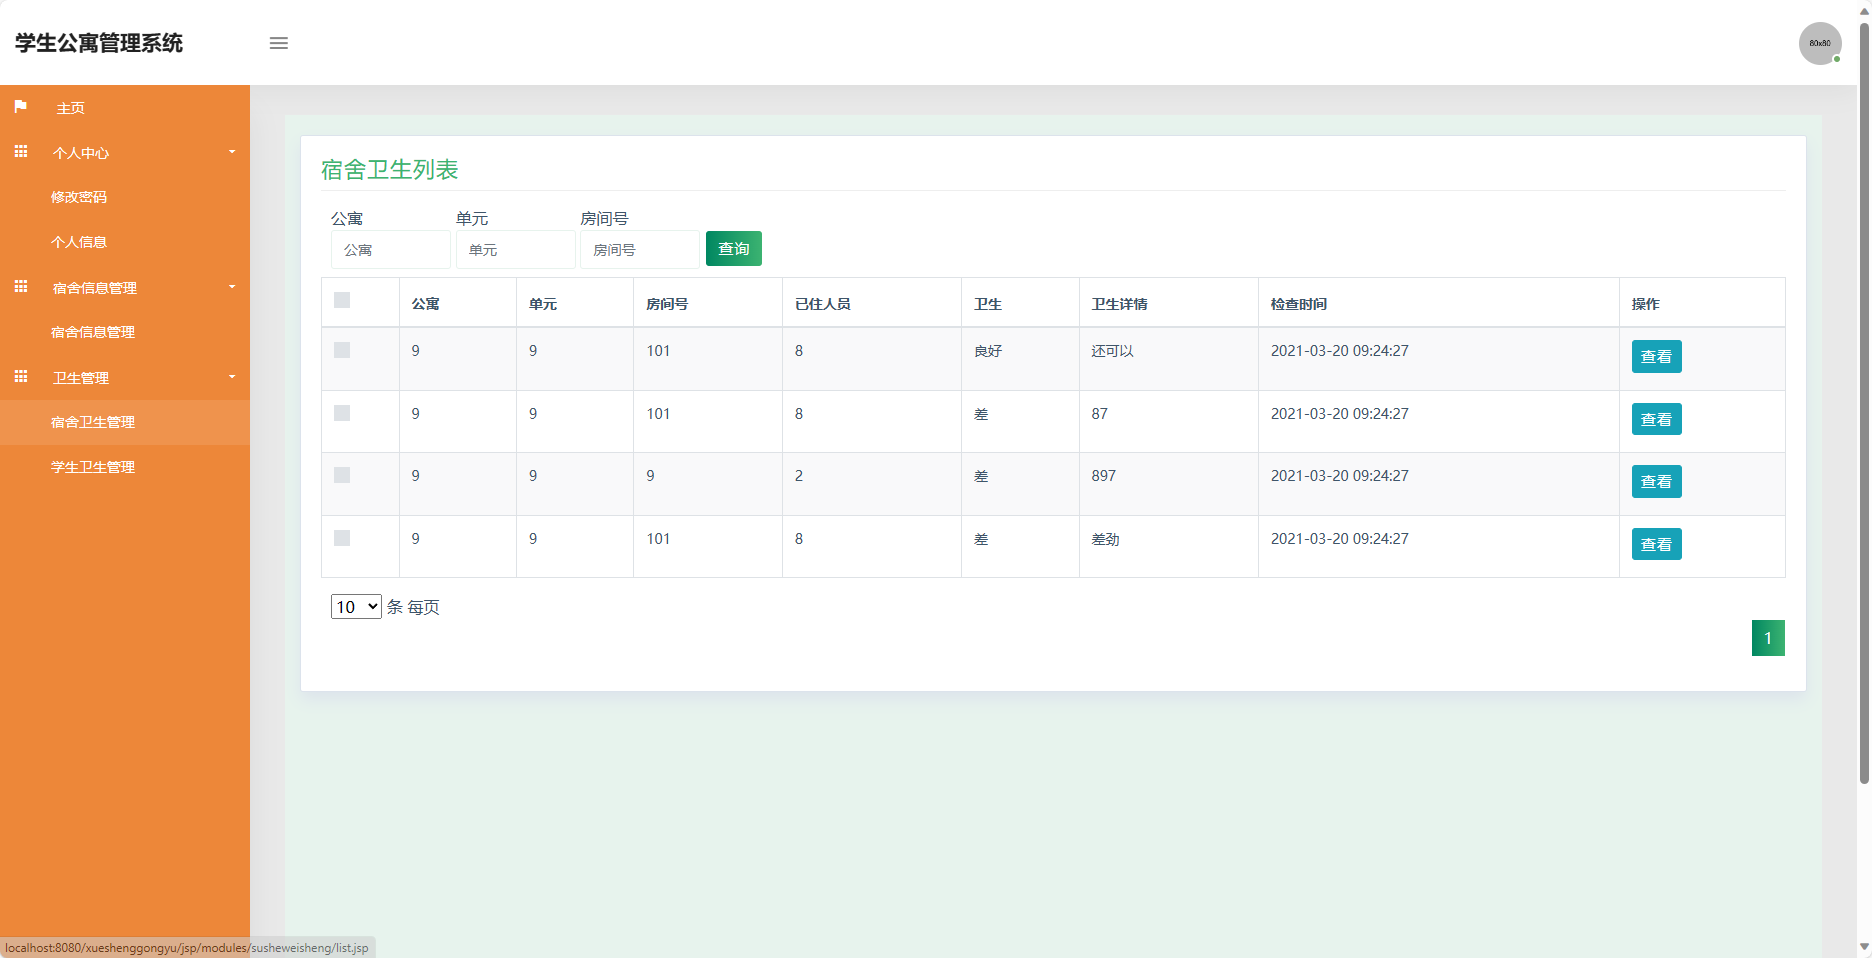 学生公寓管理系统
60x60
主页
个人中心
修改密码
个人信息
宿舍信息管理
宿舍信息管理
卫生管理
宿舍卫生管理
学生卫生管理
宿舍卫生列表
公寓 单元 房间号
公寓 单元 房间号 查询
公寓 单元 房间号 已住人员 卫生 卫生详情 检查时间 操作
9 9 101 8 良好 还可以 2021-03-20 09:24:27 查看
9 9 101 8 差 87 2021-03-20 09:24:27 查看
9 9 9 2 差 897 2021-03-20 09:24:27 查看
9 9 101 8 差 差劲 2021-03-20 09:24:27 查看
10 条 每页
1
localhost:8080/xueshenggongyu/jsp/modules/susheweisheng/list.jsp